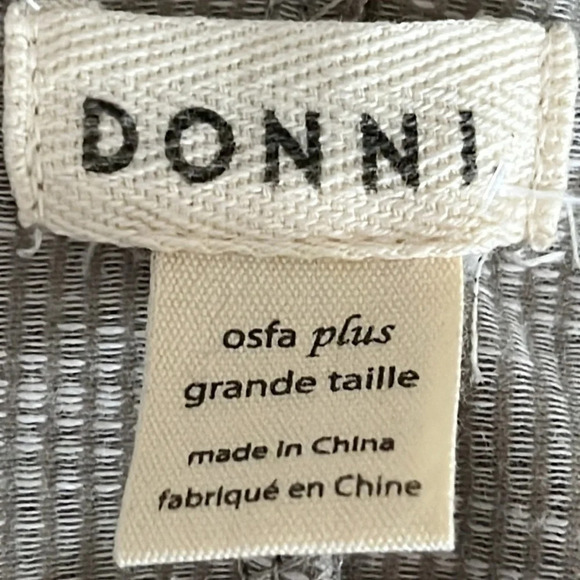 DONNI
osfa plus
grande taille
made in China
fabriqué en Chine